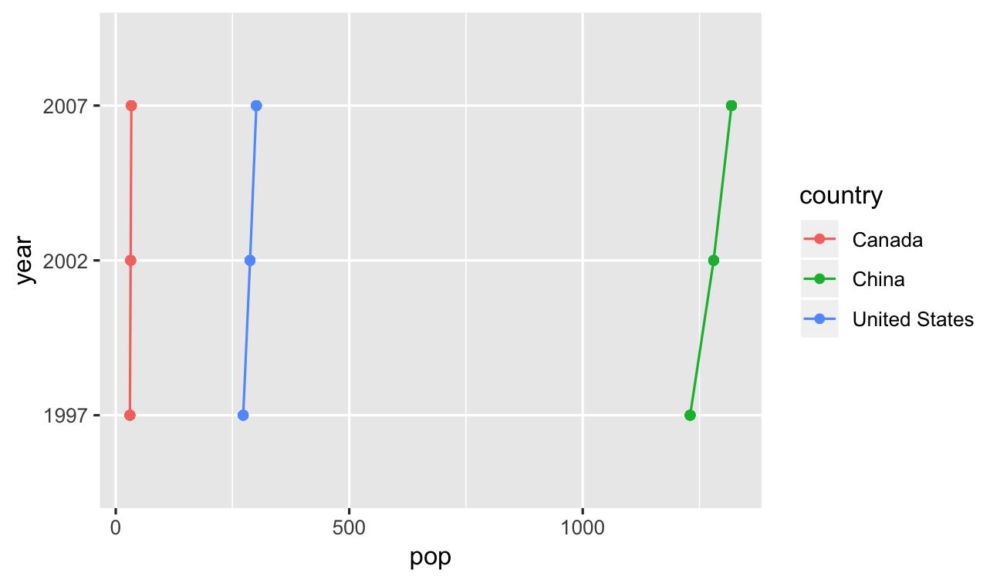 2007
2002
1997
year
0 500 1000
pop
country
Canada
China
United States